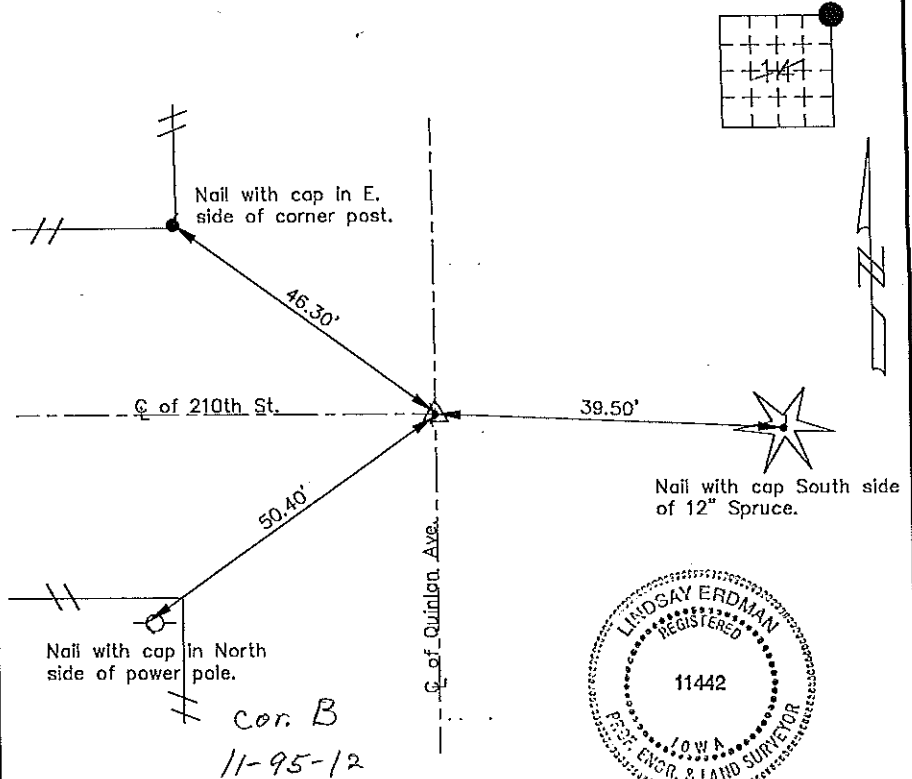 14
Nail with cap in E.
side of corner post.
46.30'
℄ of 210th St.
39.50'
N
Nail with cap South side
of 12" Spruce.
50.40'
℄ of Quinlan Ave.
Nail with cap in North
side of power pole.
cor. B
11-95-12
LINDSAY ERDMAN
REGISTERED
11442
IOWA
PROF. ENGR. & LAND SURVEYOR